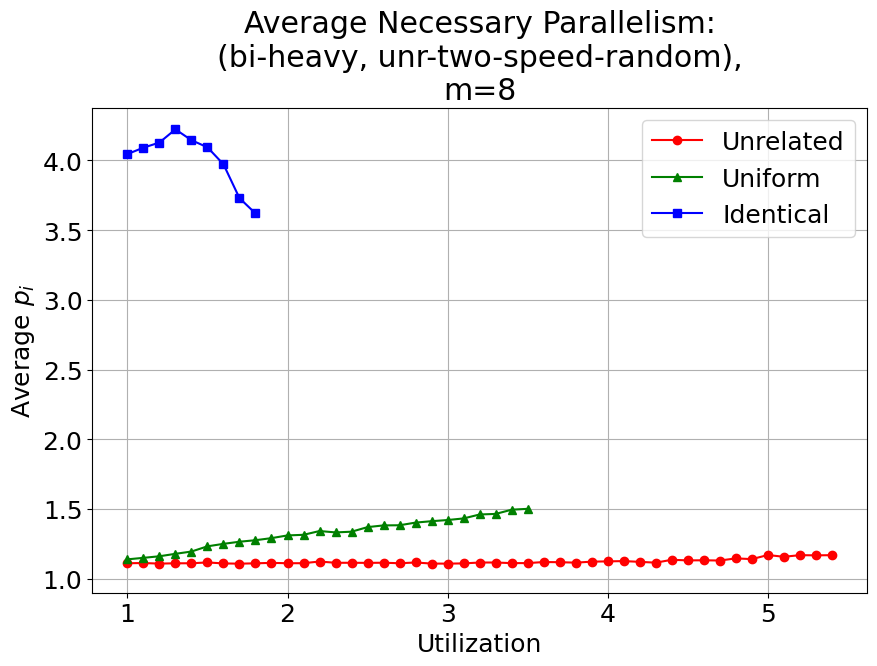 Average Necessary Parallelism:
(bi-heavy, unr-two-speed-random),
m=8
Unrelated
Uniform
Identical
4.0
3.5
3.0
2.5
2.0
1.5
1.0
Average p_i
1 2 3 4 5
Utilization